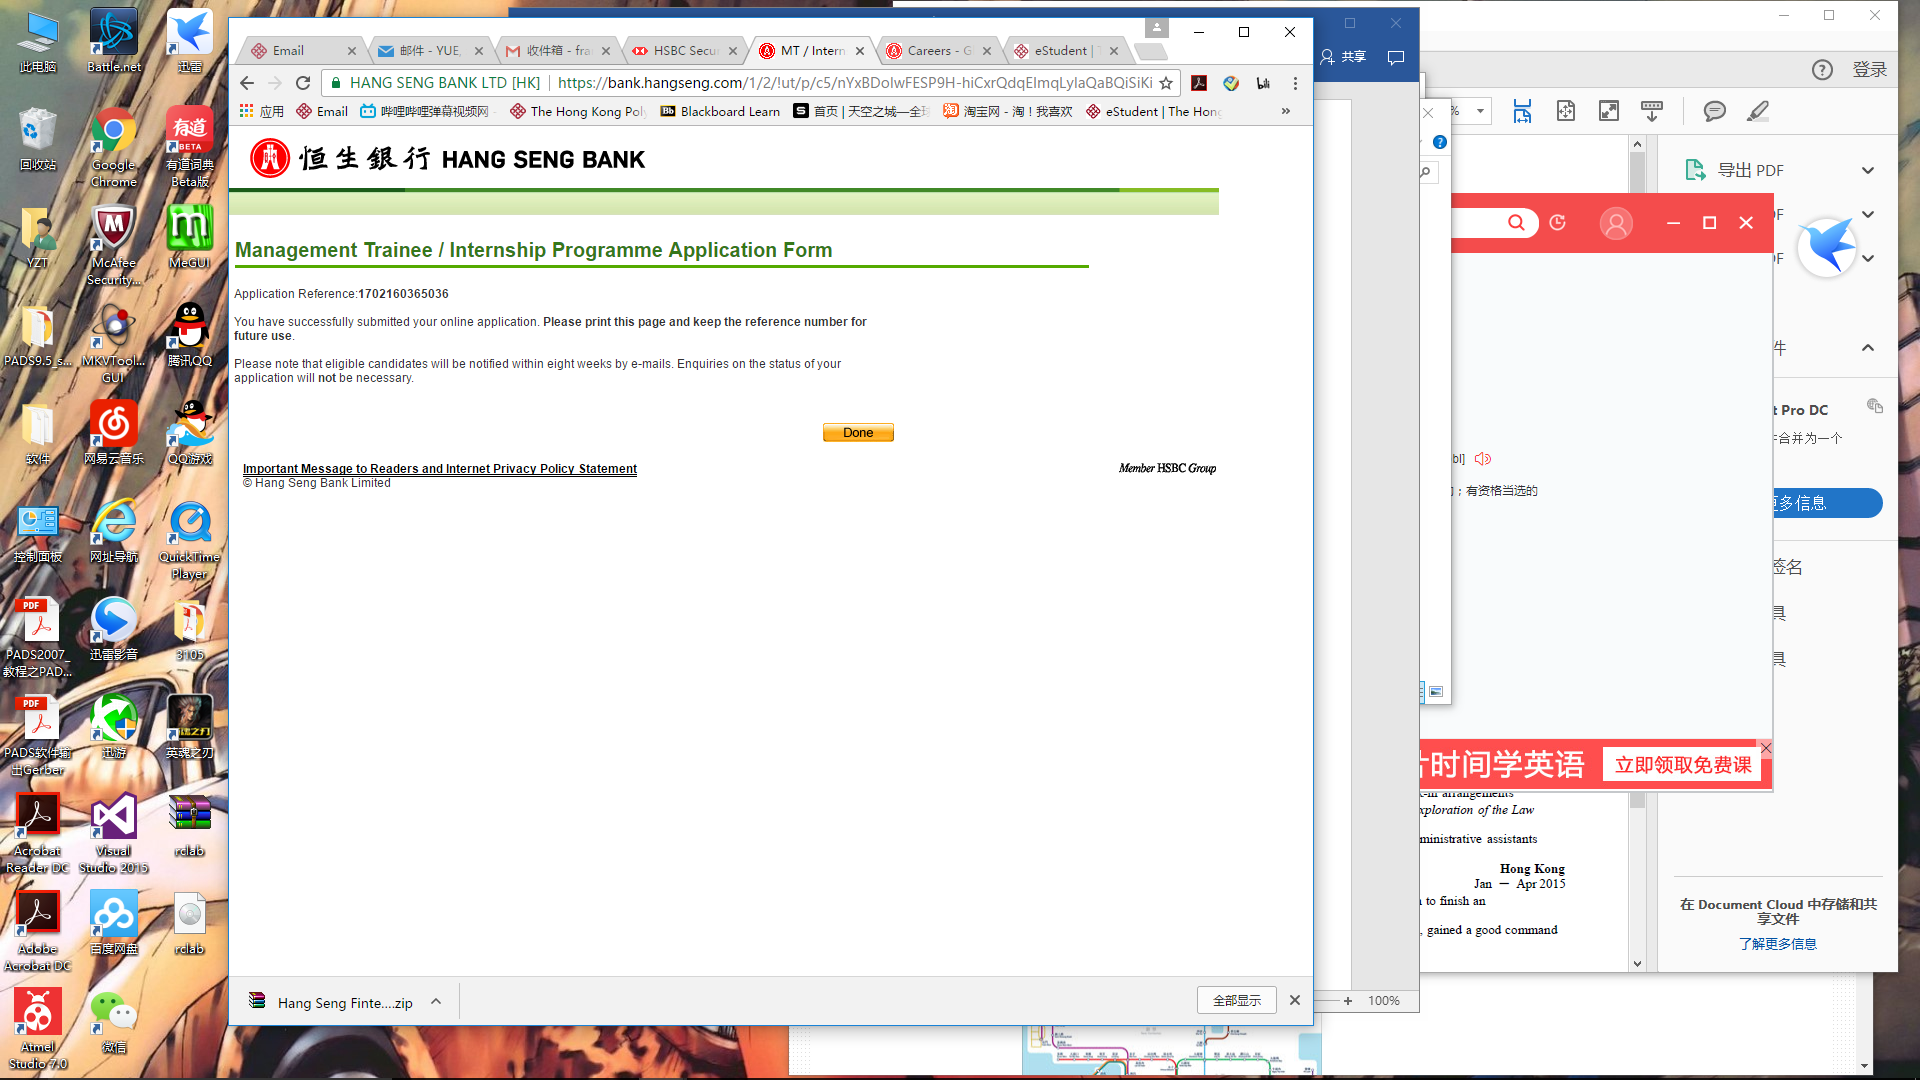 此电脑
Battle.net
迅雷
回收站
Google Chrome
有道词典 Beta版
YZT
McAfee Security...
MeGUI
PADS9.5_s...
MKVTool... GUI
腾讯QQ
软件
网易云音乐
QQ游戏
控制面板
网址导航
QuickTime Player
PADS2007_ 教程之PAD...
迅雷影音
3105
PADS软件输 出Gerber
迅游
英魂之刃
Acrobat Reader DC
Visual Studio 2015
rclab
Adobe Acrobat DC
百度网盘
rclab
Atmel Studio 7.0
微信
Email
邮件 - YUE,
收件箱 - fra
HSBC Secu
MT / Intern
Careers - G
eStudent | T
HANG SENG BANK LTD [HK]
https://bank.hangseng.com/1/2/!ut/p/c5/nYxBDoIwFESP9H-hiCxrQdqEImqLylaQaBQiSiKi
应用
Email
哔哩哔哩弹幕视频网 -
The Hong Kong Poly
Blackboard Learn
首页 | 天空之城—全球
淘宝网 - 淘！我喜欢
eStudent | The Hong
»
恒生銀行 HANG SENG BANK
Management Trainee / Internship Programme Application Form
Application Reference:1702160365036
You have successfully submitted your online application. Please print this page and keep the reference number for
future use.
Please note that eligible candidates will be notified within eight weeks by e-mails. Enquiries on the status of your
application will not be necessary.
Done
Important Message to Readers and Internet Privacy Policy Statement
© Hang Seng Bank Limited
Member HSBC Group
Hang Seng Finte....zip
全部显示
共享
100%
登录
%
导出 PDF
DF
DF
件
t Pro DC
合并为一个
更多信息
签名
具
具
在 Document Cloud 中存储和共
享文件
了解更多信息
bl]
；有资格当选的
时间学英语
立即领取免费课
k-in arrangements
xploration of the Law
ministrative assistants
Hong Kong
Jan — Apr 2015
to finish an
, gained a good command